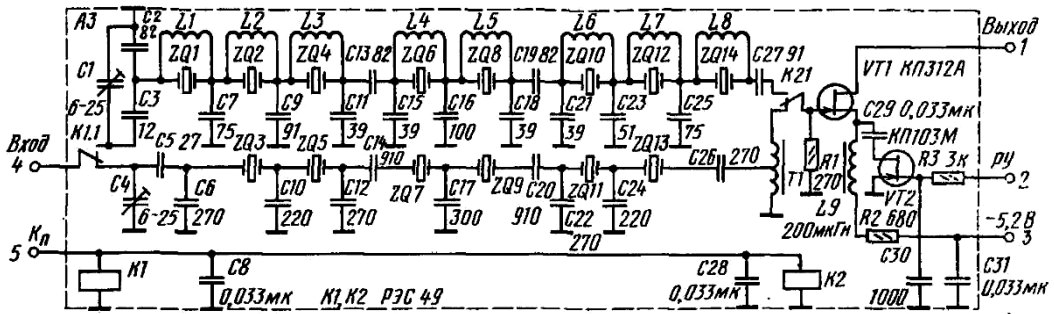 А3
С2
82
L1
L2
L3
L4
L5
L6
L7
L8
ZQ1
ZQ2
ZQ4
C13 82
ZQ6
ZQ8
C19 82
ZQ10
ZQ12
ZQ14
C27 91
K21
Выход
1
VT1 КП312А
C1
6-25
C3
12
C7
75
C9
91
C11
39
C15
39
C16
100
C18
39
C21
39
C23
51
C25
75
C29 0,033мк
КП103М
Вход
4
K1.1
C5 27
ZQ3
ZQ5
C14
910
ZQ7
ZQ9
C20
910
ZQ11
ZQ13
C26
270
T1
R1
270
L9
200мкГн
VT2
R3 3к
РУ
2
C4
6-25
C6
270
C10
220
C12
270
C17
300
C22
270
C24
220
R2 680
-5,2В
3
Кп
5
K1
C8
0,033мк
K1,K2 РЭС 49
C28
0,033мк
K2
C30
1000
C31
0,033мк